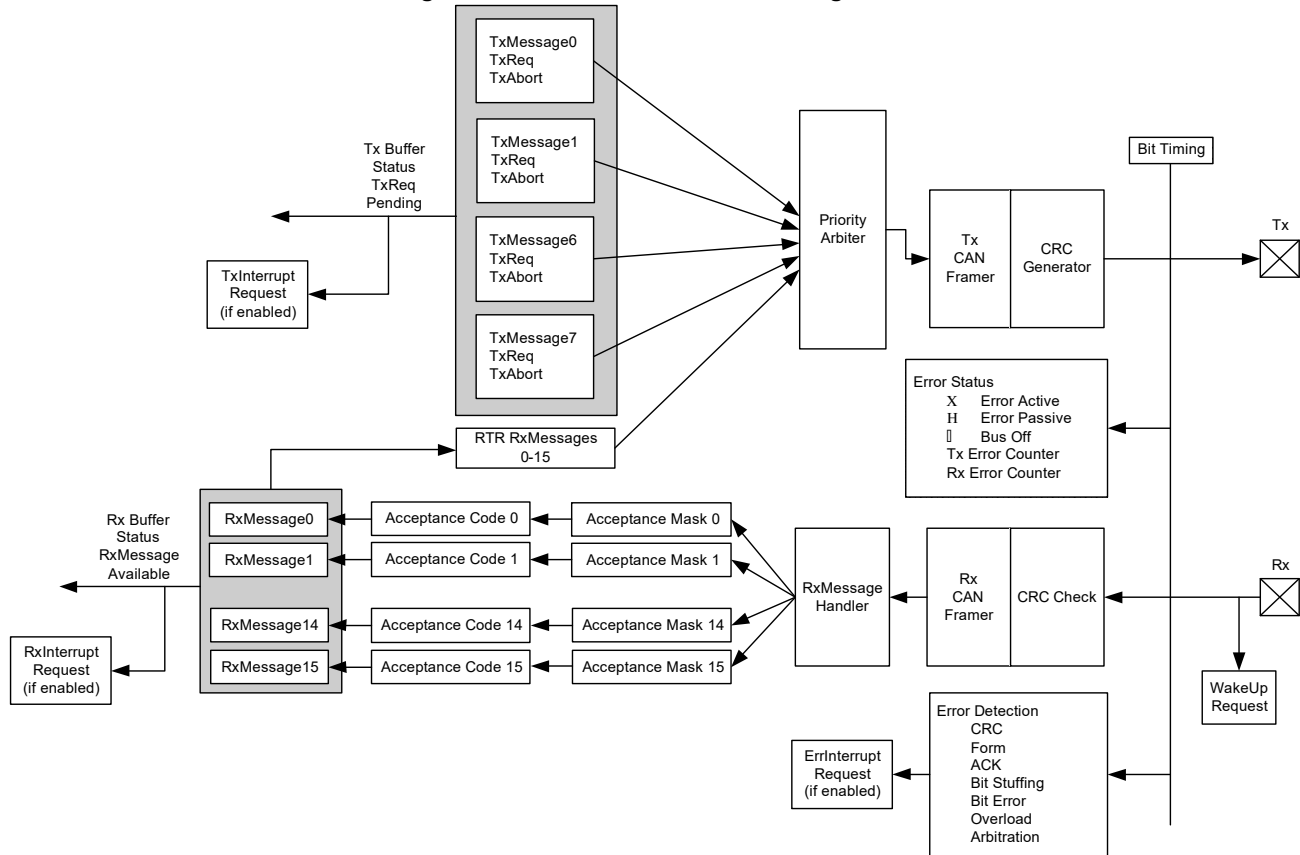 TxMessage0
TxReq
TxAbort
TxMessage1
TxReq
TxAbort
TxMessage6
TxReq
TxAbort
TxMessage7
TxReq
TxAbort
Tx Buffer
Status
TxReq
Pending
TxInterrupt
Request
(if enabled)
Priority
Arbiter
Tx
CAN
Framer
CRC
Generator
Bit Timing
Tx
Error Status
X Error Active
H Error Passive
Bus Off
Tx Error Counter
Rx Error Counter
RTR RxMessages
0-15
Rx Buffer
Status
RxMessage
Available
RxInterrupt
Request
(if enabled)
RxMessage0
Acceptance Code 0
Acceptance Mask 0
RxMessage1
Acceptance Code 1
Acceptance Mask 1
RxMessage14
Acceptance Code 14
Acceptance Mask 14
RxMessage15
Acceptance Code 15
Acceptance Mask 15
RxMessage
Handler
Rx
CAN
Framer
CRC Check
Rx
WakeUp
Request
ErrInterrupt
Request
(if enabled)
Error Detection
CRC
Form
ACK
Bit Stuffing
Bit Error
Overload
Arbitration